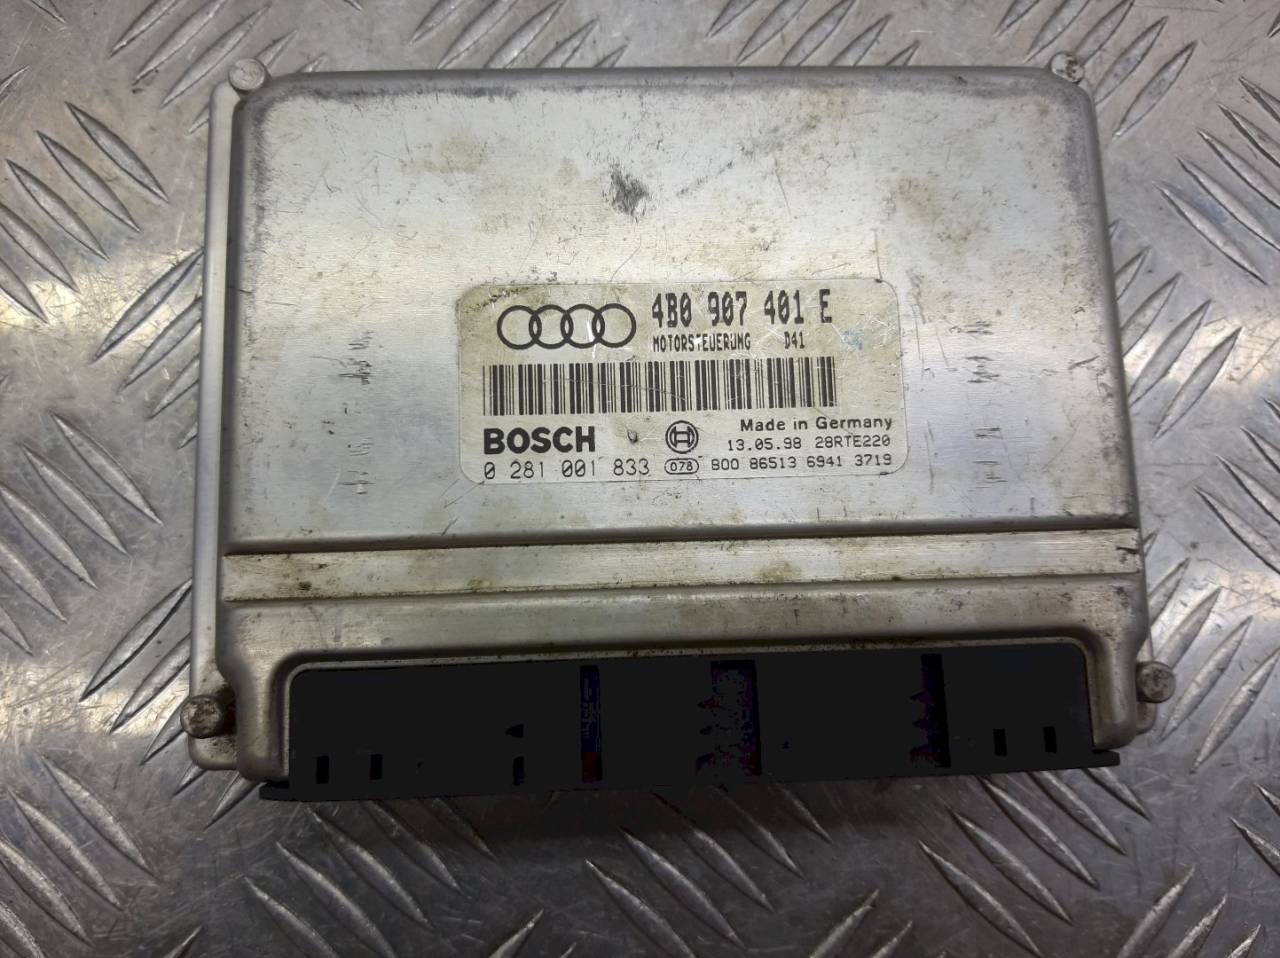 4B0 907 401 E
MOTORSTEUERUNG D41
BOSCH
Made in Germany
13.05.98 28RTE220
0 281 001 833 078 B00 86513 6941 3719